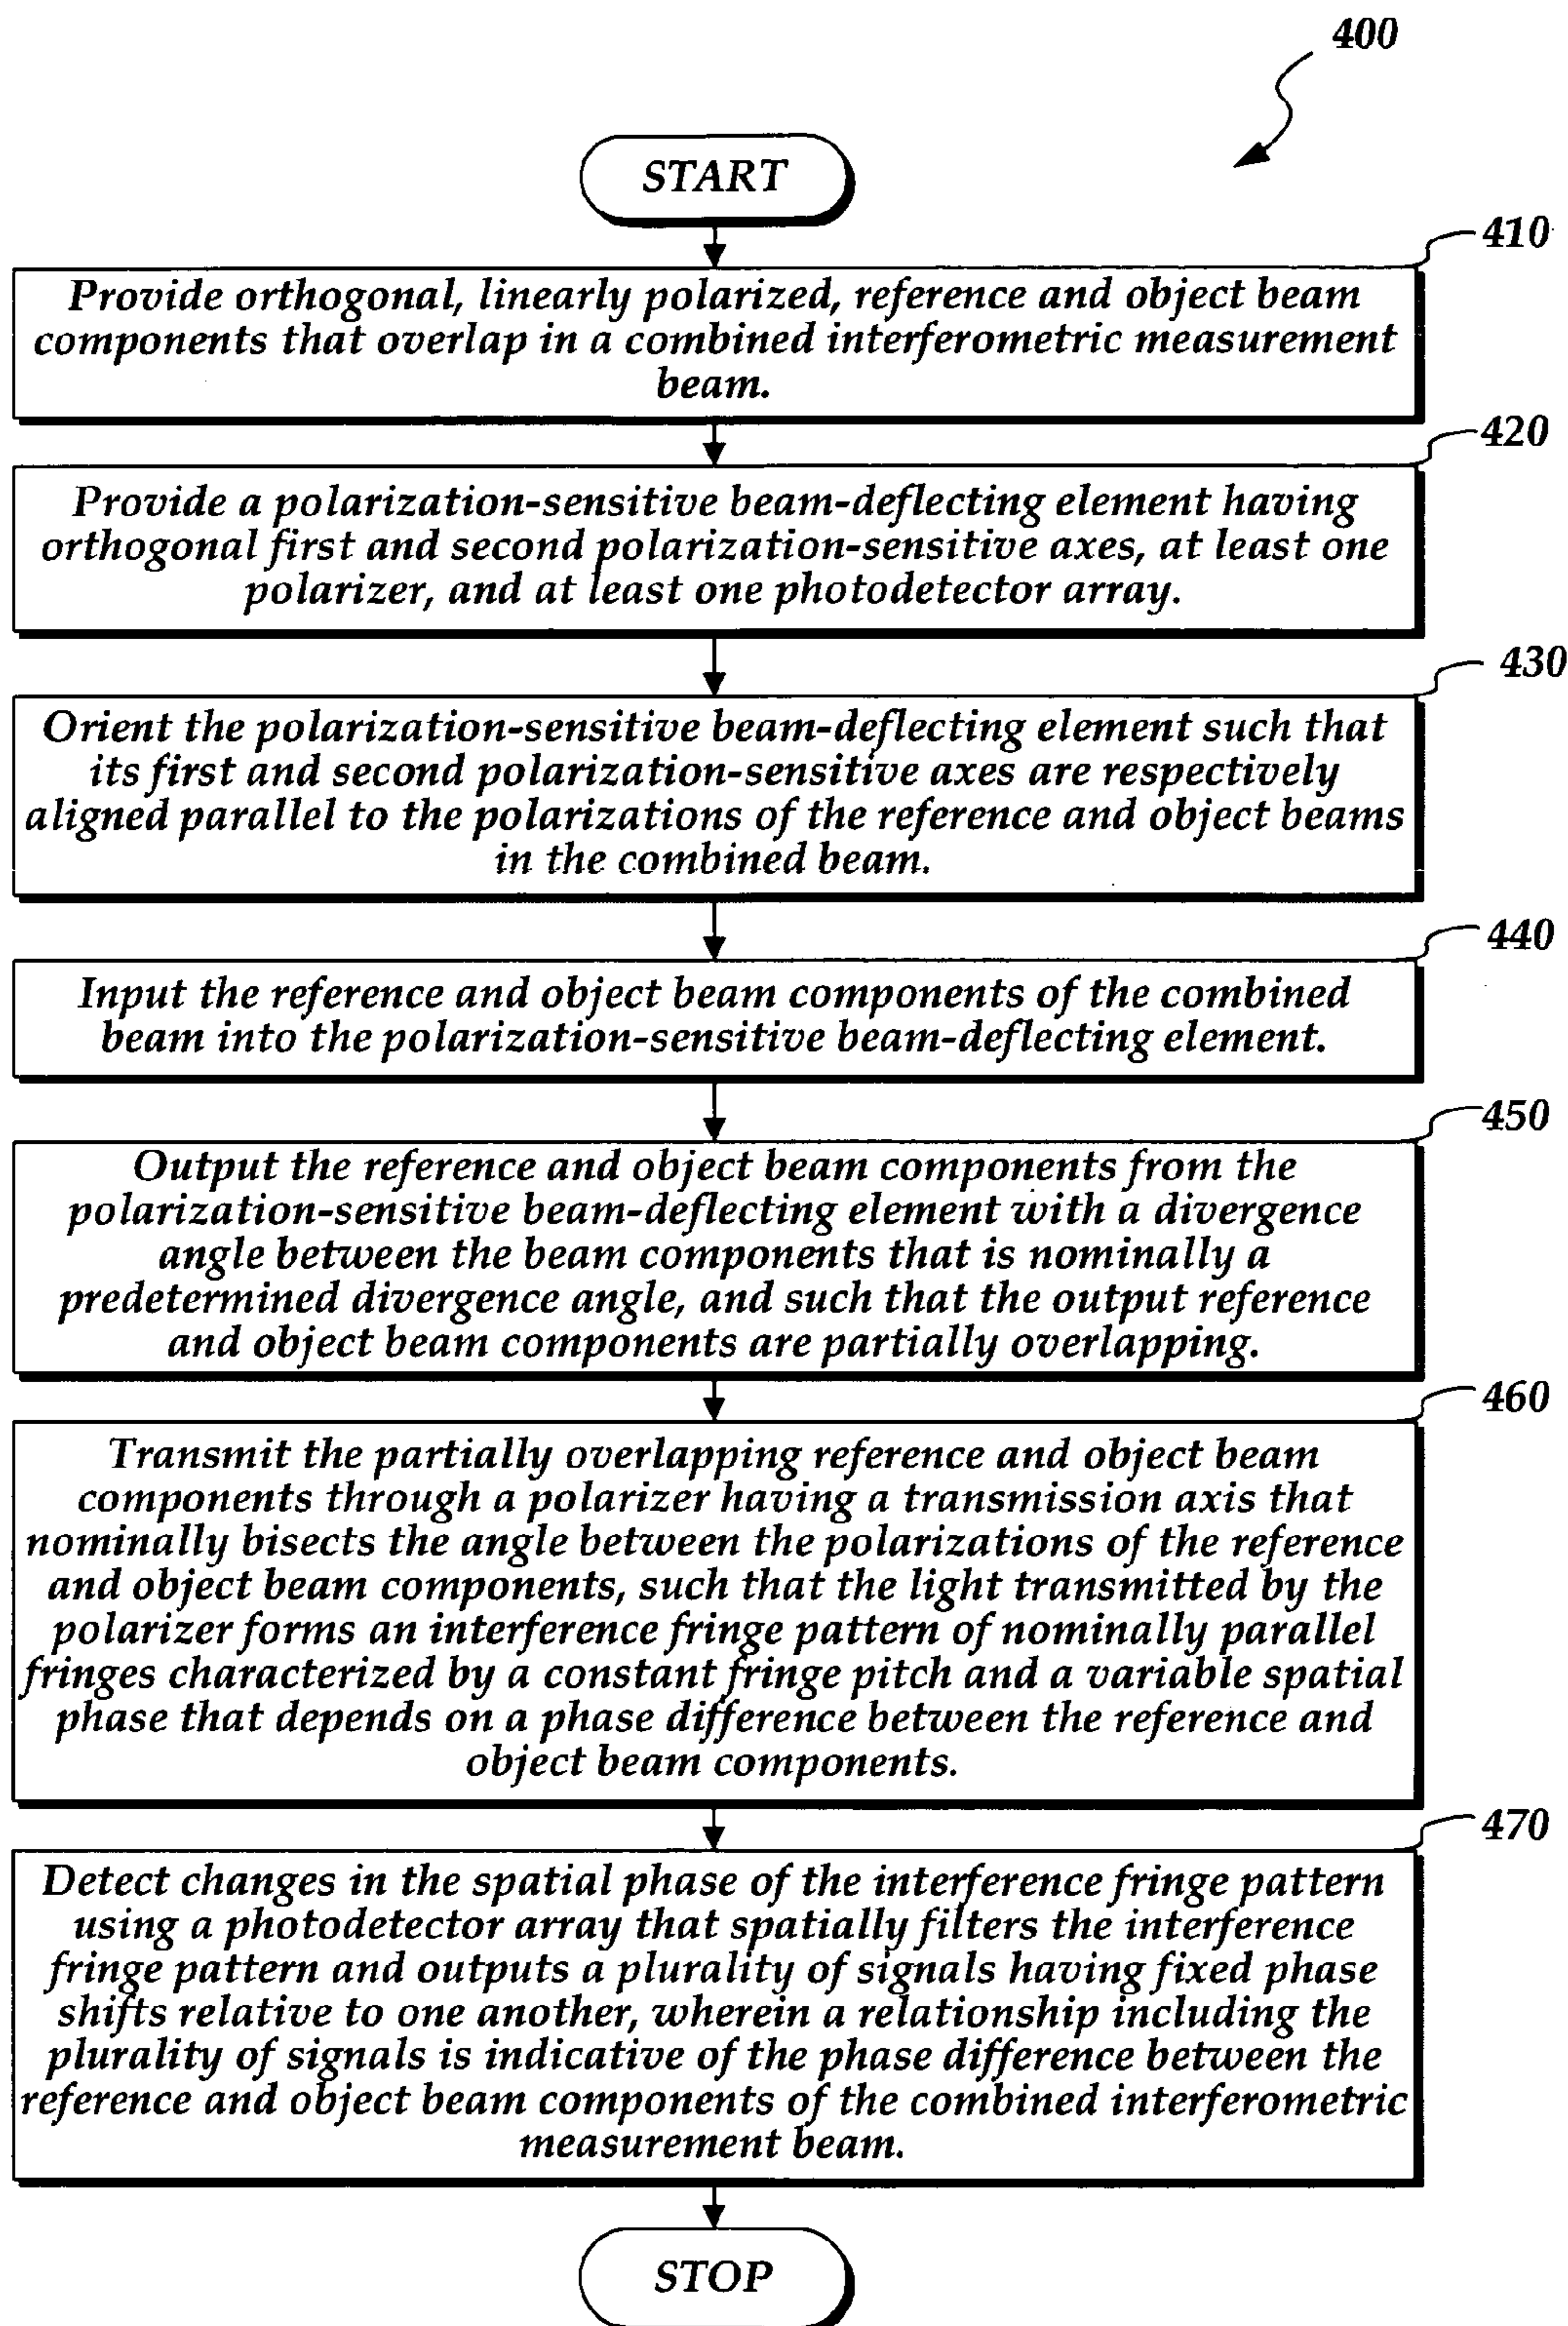 400
START
410
Provide orthogonal, linearly polarized, reference and object beam
components that overlap in a combined interferometric measurement
beam.
420
Provide a polarization-sensitive beam-deflecting element having
orthogonal first and second polarization-sensitive axes, at least one
polarizer, and at least one photodetector array.
430
Orient the polarization-sensitive beam-deflecting element such that
its first and second polarization-sensitive axes are respectively
aligned parallel to the polarizations of the reference and object beams
in the combined beam.
440
Input the reference and object beam components of the combined
beam into the polarization-sensitive beam-deflecting element.
450
Output the reference and object beam components from the
polarization-sensitive beam-deflecting element with a divergence
angle between the beam components that is nominally a
predetermined divergence angle, and such that the output reference
and object beam components are partially overlapping.
460
Transmit the partially overlapping reference and object beam
components through a polarizer having a transmission axis that
nominally bisects the angle between the polarizations of the reference
and object beam components, such that the light transmitted by the
polarizer forms an interference fringe pattern of nominally parallel
fringes characterized by a constant fringe pitch and a variable spatial
phase that depends on a phase difference between the reference and
object beam components.
470
Detect changes in the spatial phase of the interference fringe pattern
using a photodetector array that spatially filters the interference
fringe pattern and outputs a plurality of signals having fixed phase
shifts relative to one another, wherein a relationship including the
plurality of signals is indicative of the phase difference between the
reference and object beam components of the combined interferometric
measurement beam.
STOP